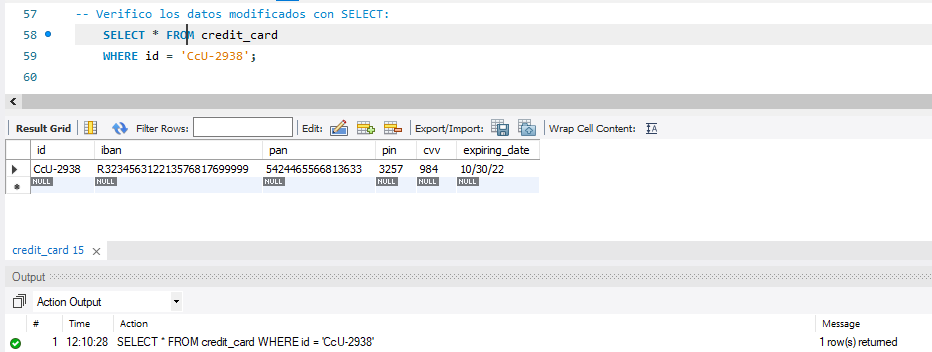 57 -- Verifico los datos modificados con SELECT:
58 SELECT * FROM credit_card
59 WHERE id = 'CcU-2938';
60
Result Grid Filter Rows: Edit: Export/Import: Wrap Cell Content: IA
id iban pan pin cvv expiring_date
CcU-2938 R323456312213576817699999 5424465566813633 3257 984 10/30/22
NULL NULL NULL NULL NULL NULL
credit_card 15
Output
Action Output
# Time Action Message
1 12:10:28 SELECT * FROM credit_card WHERE id = 'CcU-2938' 1 row(s) returned